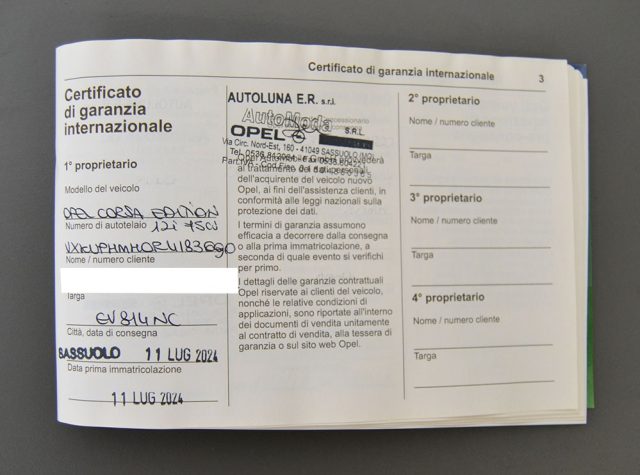 Certificato di garanzia internazionale 3
Certificato
di garanzia
internazionale
1° proprietario
Modello del veicolo
OPEL CORSA EDITION
12i 75CV
Numero di autotelaio
Nome / numero cliente
Targa
GV814NC
Città, data di consegna
SASSUOLO 11 LUG 2024
Data prima immatricolazione
11 LUG 2024
AUTOLUNA E.R. s.r.l.
AutoModa
OPEL S.R.L.
Via Circ. Nord-Est, 160 - 41049 SASSUOLO (MO)
Opel Automobile GmbH provvederà
al trattamento dei dati personali
dell'acquirente del veicolo nuovo
Opel, ai fini dell'assistenza clienti, in
conformità alle leggi nazionali sulla
protezione dei dati.
I termini di garanzia assumono
efficacia a decorrere dalla consegna
o alla prima immatricolazione, a
seconda di quale evento si verifichi
per primo.
I dettagli delle garanzie contrattuali
Opel riservate ai clienti del veicolo,
nonché le relative condizioni di
applicazioni, sono riportate all'interno
dei documenti di vendita unitamente
al contratto di vendita, alla tessera di
garanzia o sul sito web Opel.
2° proprietario
Nome / numero cliente
Targa
3° proprietario
Nome / numero cliente
Targa
4° proprietario
Nome / numero cliente
Targa